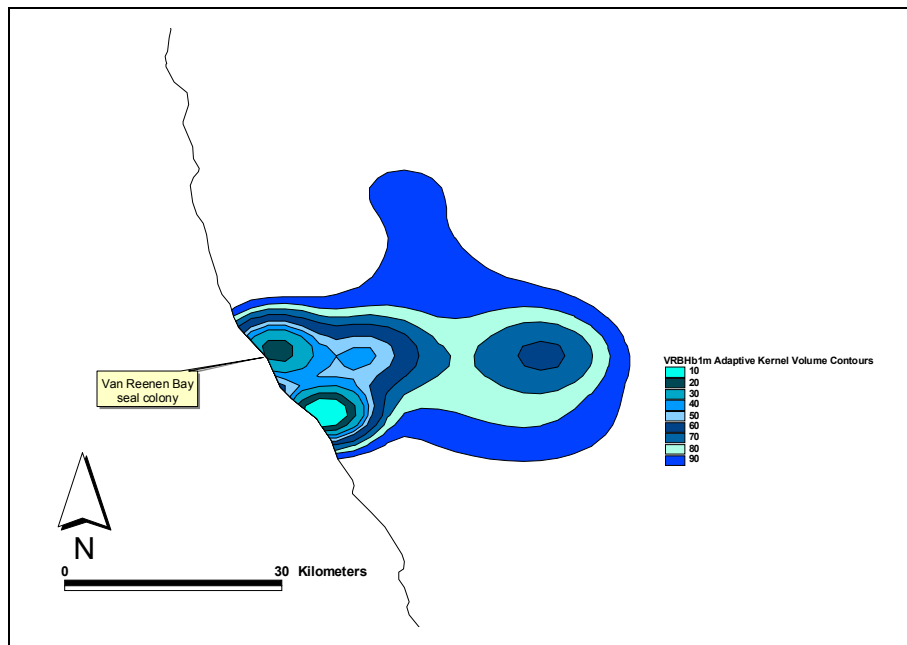 Van Reenen Bay
seal colony
VRBHb1m Adaptive Kernel Volume Contours
10
20
30
40
50
60
70
80
90
N
0 30 Kilometers